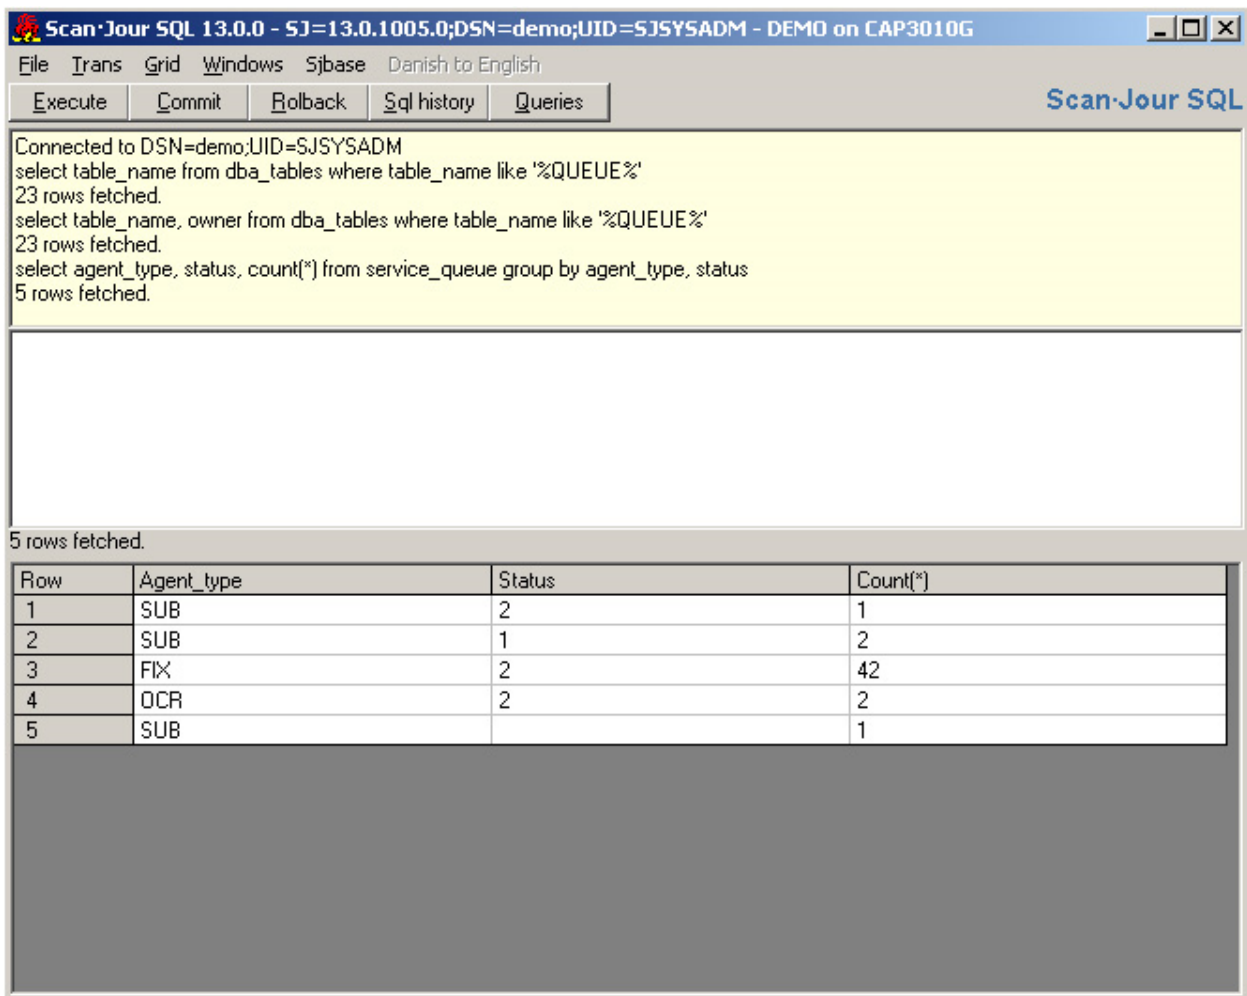 Scan·Jour SQL 13.0.0 - SJ=13.0.1005.0;DSN=demo;UID=SJSYSADM - DEMO on CAP3010G
File Trans Grid Windows Sjbase Danish to English
Execute Commit Rolback Sql history Queries Scan·Jour SQL
Connected to DSN=demo;UID=SJSYSADM
select table_name from dba_tables where table_name like '%QUEUE%'
23 rows fetched.
select table_name, owner from dba_tables where table_name like '%QUEUE%'
23 rows fetched.
select agent_type, status, count(*) from service_queue group by agent_type, status
5 rows fetched.
5 rows fetched.
Row Agent_type Status Count(*)
1 SUB 2 1
2 SUB 1 2
3 FIX 2 42
4 OCR 2 2
5 SUB 1